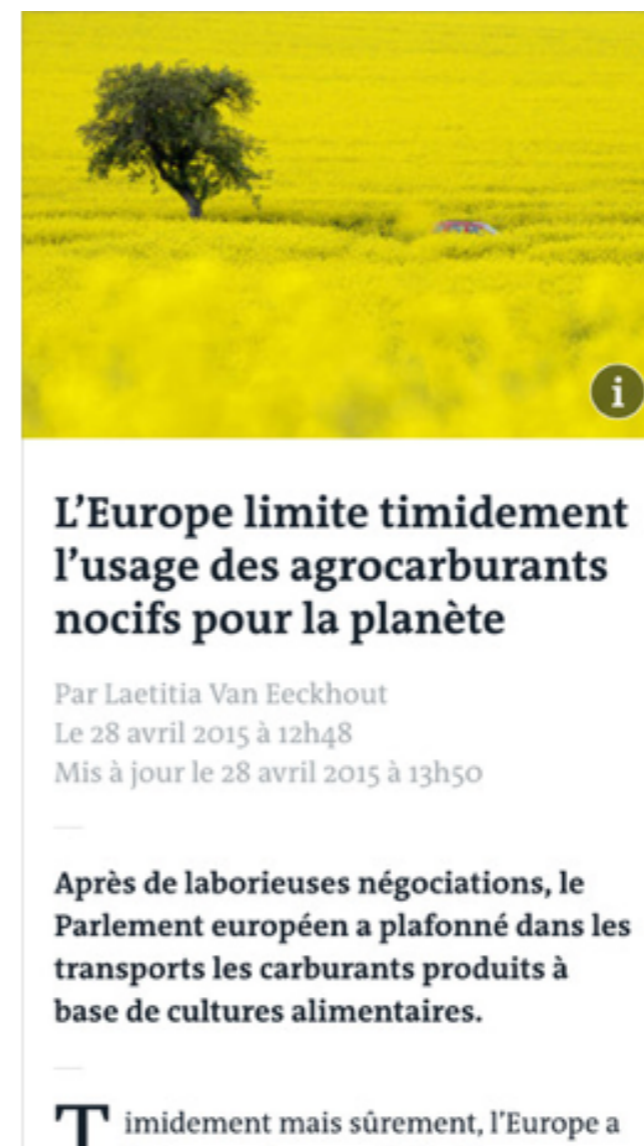 i
L’Europe limite timidement
l’usage des agrocarburants
nocifs pour la planète
Par Laetitia Van Eeckhout
Le 28 avril 2015 à 12h48
Mis à jour le 28 avril 2015 à 13h50
Après de laborieuses négociations, le
Parlement européen a plafonné dans les
transports les carburants produits à
base de cultures alimentaires.
Timidement mais sûrement, l’Europe a